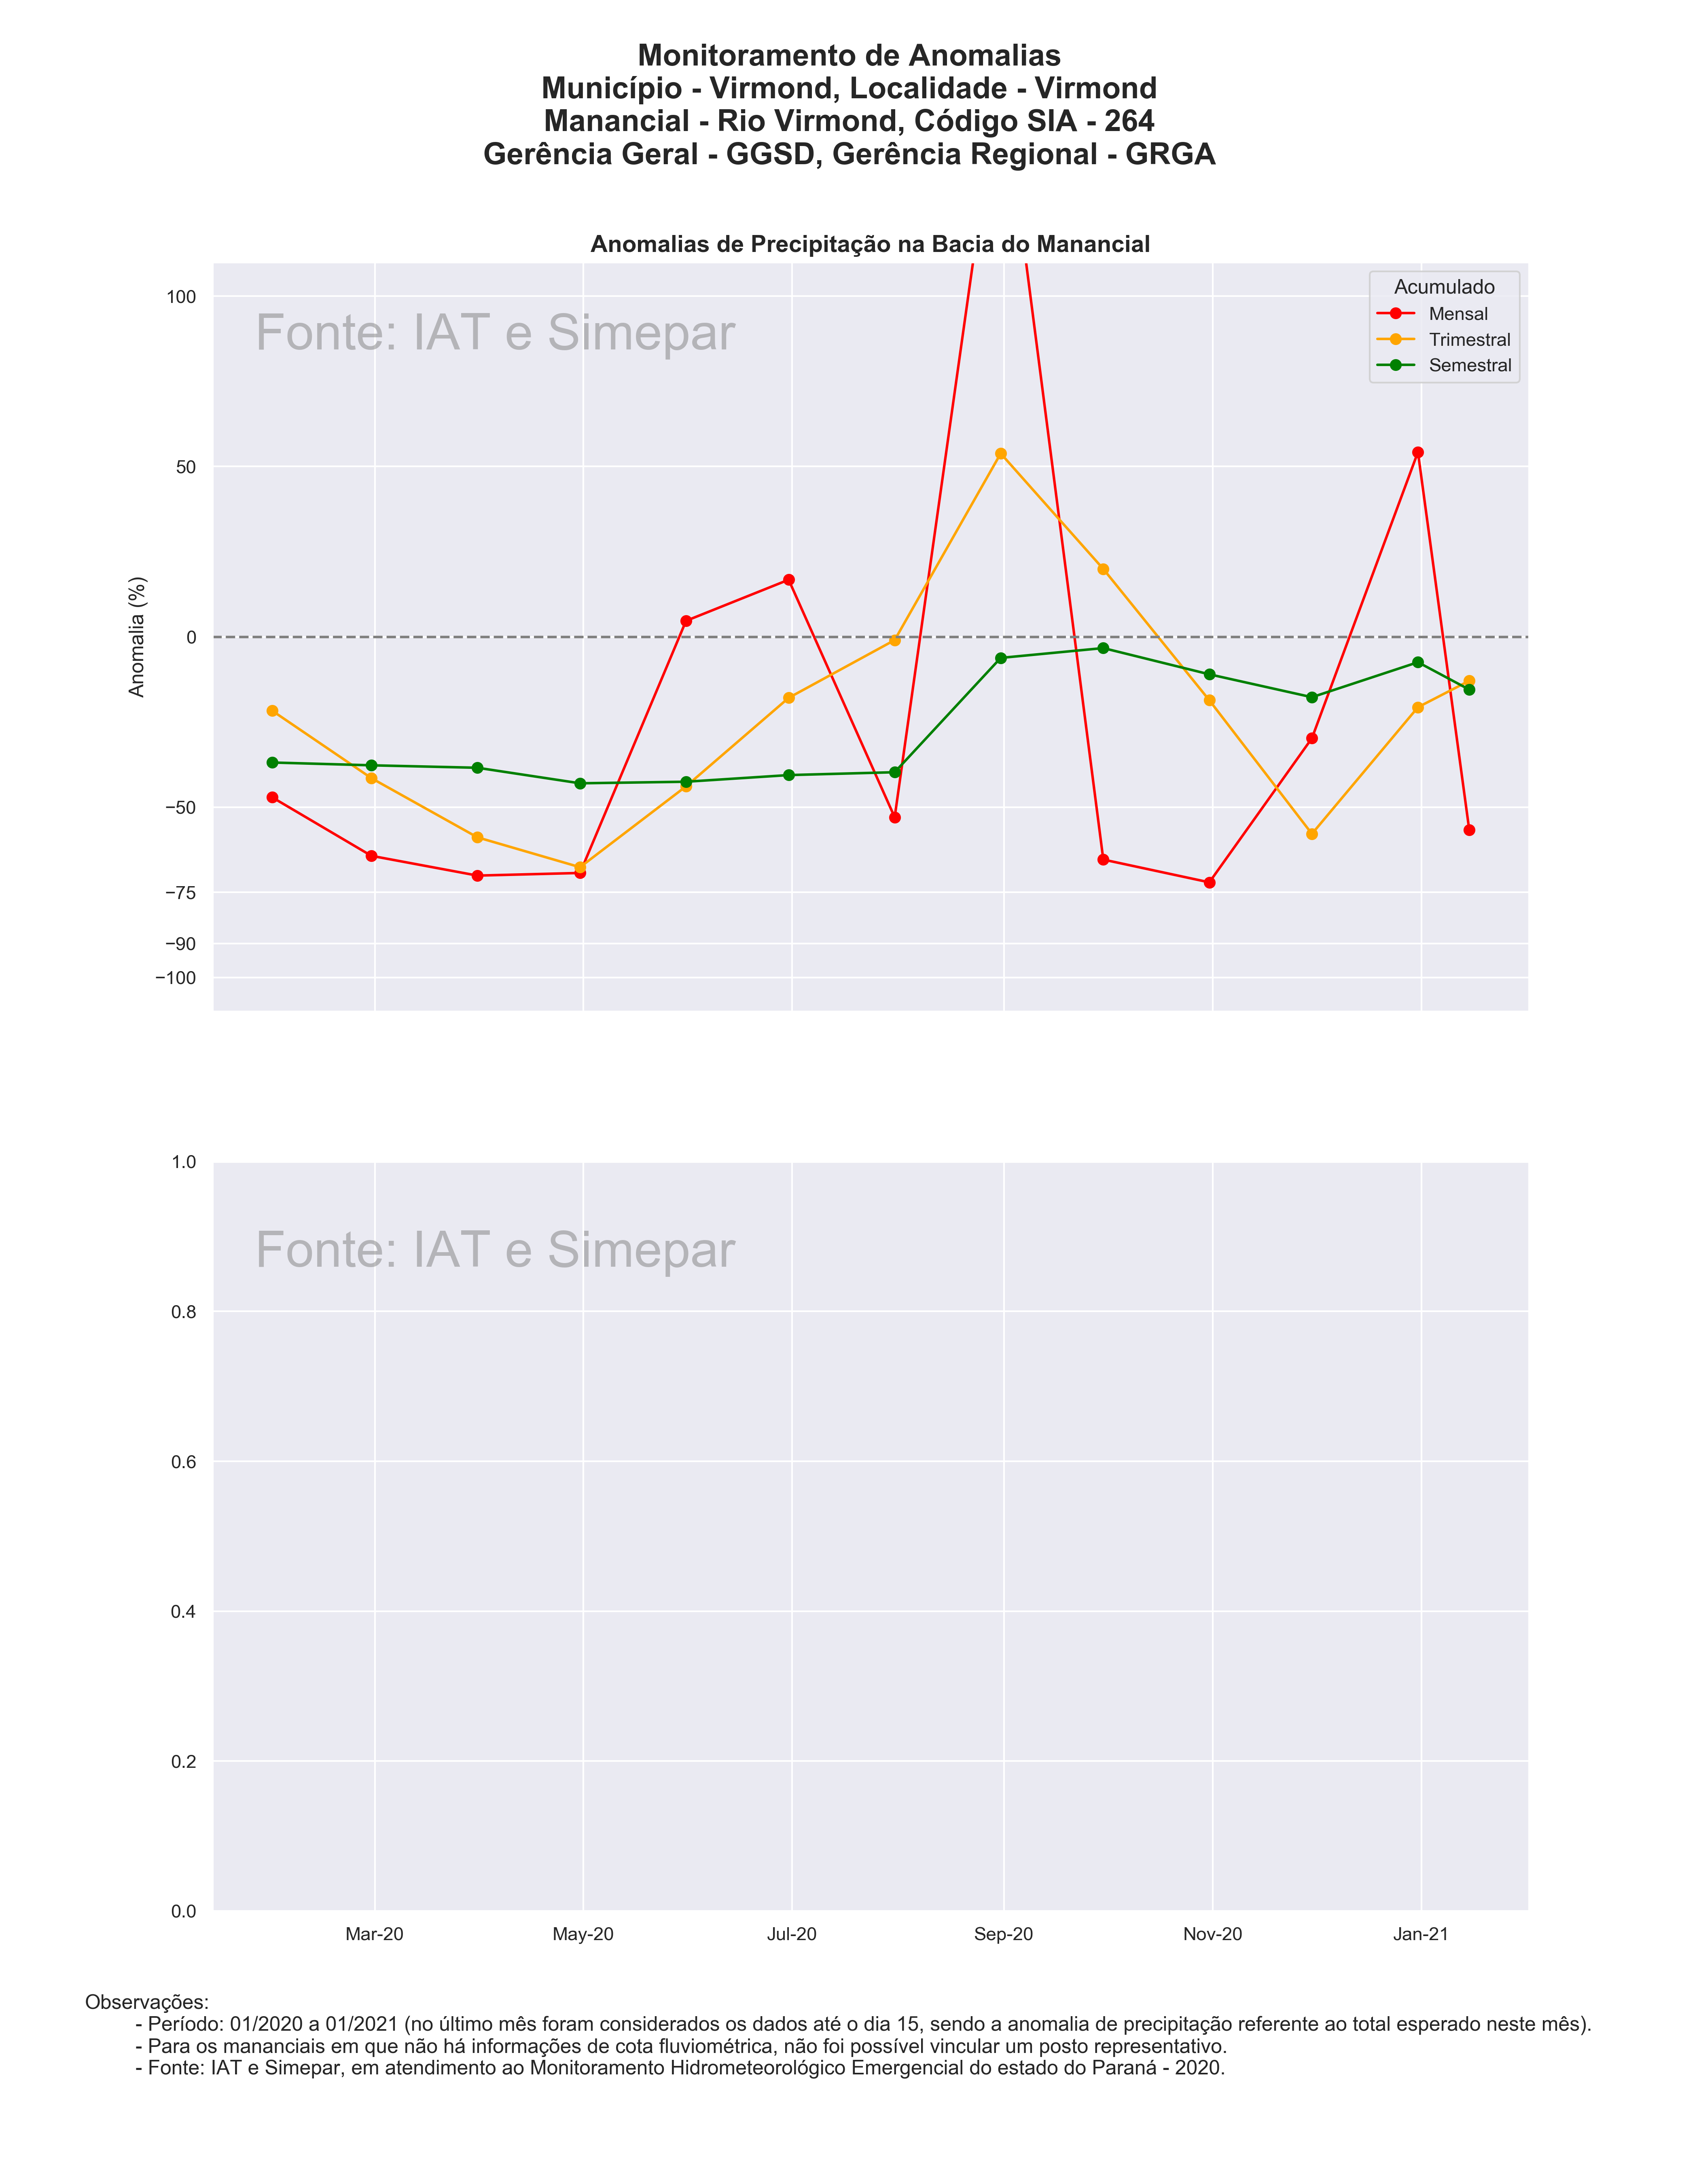 Monitoramento de Anomalias
Município - Virmond, Localidade - Virmond
Manancial - Rio Virmond, Código SIA - 264
Gerência Geral - GGSD, Gerência Regional - GRGA
Anomalias de Precipitação na Bacia do Manancial
Fonte: IAT e Simepar
Acumulado
Mensal
Trimestral
Semestral
Anomalia (%)
100
50
0
−50
−75
−90
−100
Fonte: IAT e Simepar
1.0
0.8
0.6
0.4
0.2
0.0
Mar-20 May-20 Jul-20 Sep-20 Nov-20 Jan-21
Observações:
- Período: 01/2020 a 01/2021 (no último mês foram considerados os dados até o dia 15, sendo a anomalia de precipitação referente ao total esperado neste mês).
- Para os mananciais em que não há informações de cota fluviométrica, não foi possível vincular um posto representativo.
- Fonte: IAT e Simepar, em atendimento ao Monitoramento Hidrometeorológico Emergencial do estado do Paraná - 2020.